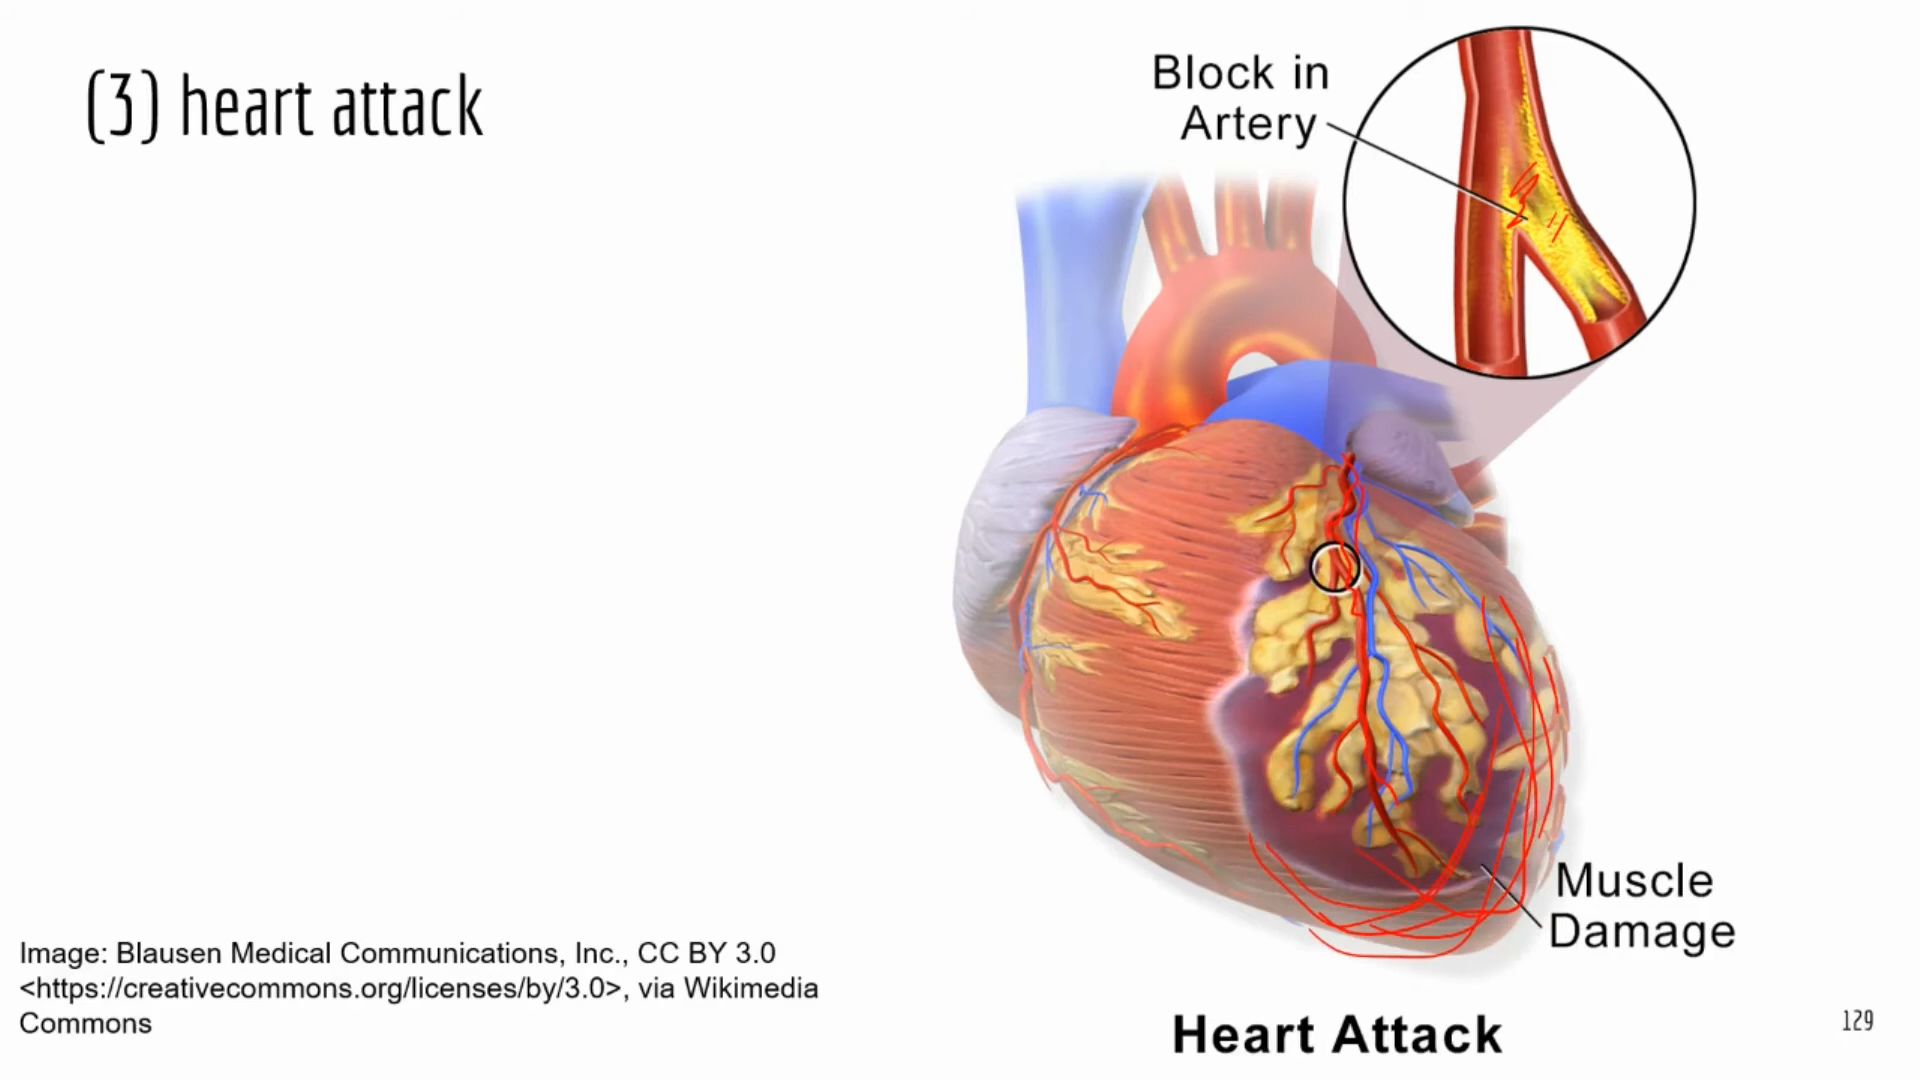 (3) heart attack
Block in
Artery
Muscle
Damage
Image: Blausen Medical Communications, Inc., CC BY 3.0
<https://creativecommons.org/licenses/by/3.0>, via Wikimedia
Commons
Heart Attack
129